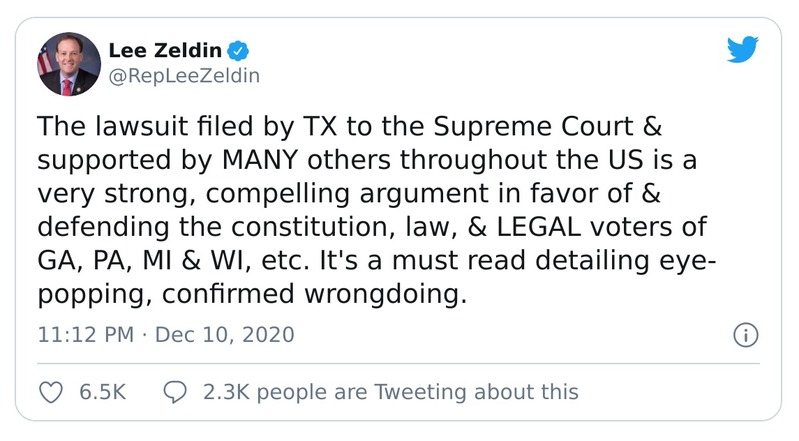 Lee Zeldin
@RepLeeZeldin
The lawsuit filed by TX to the Supreme Court &
supported by MANY others throughout the US is a
very strong, compelling argument in favor of &
defending the constitution, law, & LEGAL voters of
GA, PA, MI & WI, etc. It's a must read detailing eye-
popping, confirmed wrongdoing.
11:12 PM · Dec 10, 2020
6.5K 2.3K people are Tweeting about this